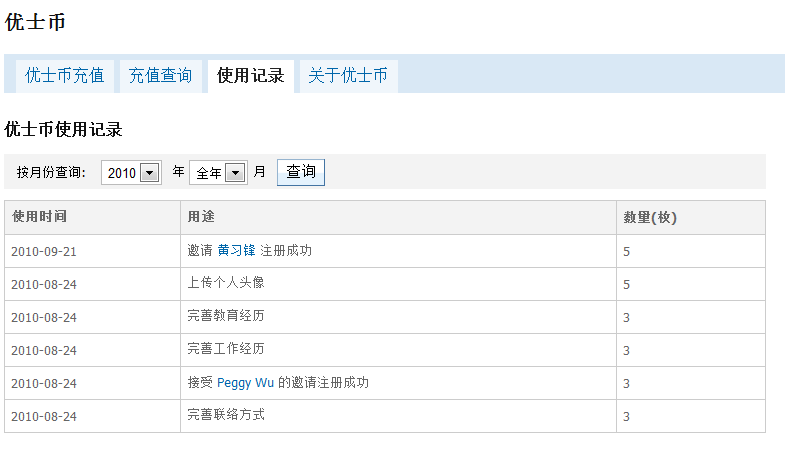 优士币
优士币充值 充值查询 使用记录 关于优士币
优士币使用记录
按月份查询: 2010 年 全年 月 查询
使用时间 用途 数量(枚)
2010-09-21 邀请 黄习锋 注册成功 5
2010-08-24 上传个人头像 5
2010-08-24 完善教育经历 3
2010-08-24 完善工作经历 3
2010-08-24 接受 Peggy Wu 的邀请注册成功 3
2010-08-24 完善联络方式 3